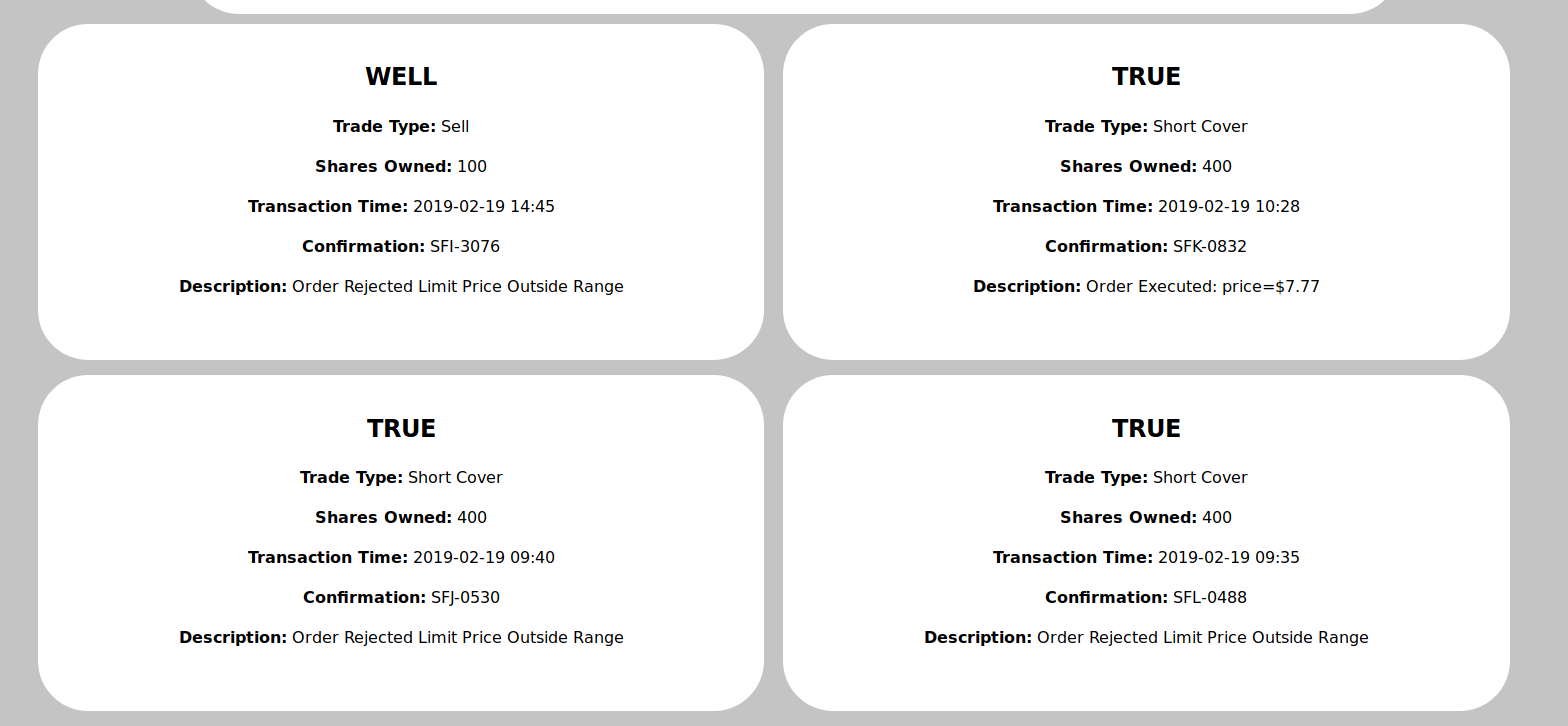 WELL
Trade Type: Sell
Shares Owned: 100
Transaction Time: 2019-02-19 14:45
Confirmation: SFI-3076
Description: Order Rejected Limit Price Outside Range
TRUE
Trade Type: Short Cover
Shares Owned: 400
Transaction Time: 2019-02-19 10:28
Confirmation: SFK-0832
Description: Order Executed: price=$7.77
TRUE
Trade Type: Short Cover
Shares Owned: 400
Transaction Time: 2019-02-19 09:40
Confirmation: SFJ-0530
Description: Order Rejected Limit Price Outside Range
TRUE
Trade Type: Short Cover
Shares Owned: 400
Transaction Time: 2019-02-19 09:35
Confirmation: SFL-0488
Description: Order Rejected Limit Price Outside Range